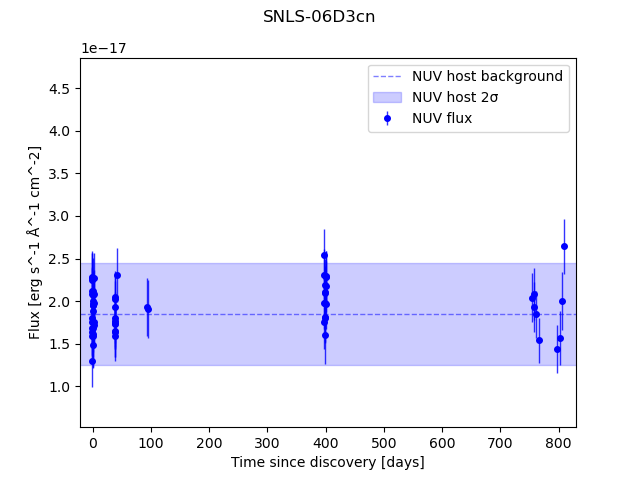 SNLS-06D3cn
1e−17
NUV host background
NUV host 2σ
NUV flux
4.5
4.0
3.5
3.0
2.5
2.0
1.5
1.0
Flux [erg s^-1 Å^-1 cm^-2]
0 100 200 300 400 500 600 700 800
Time since discovery [days]